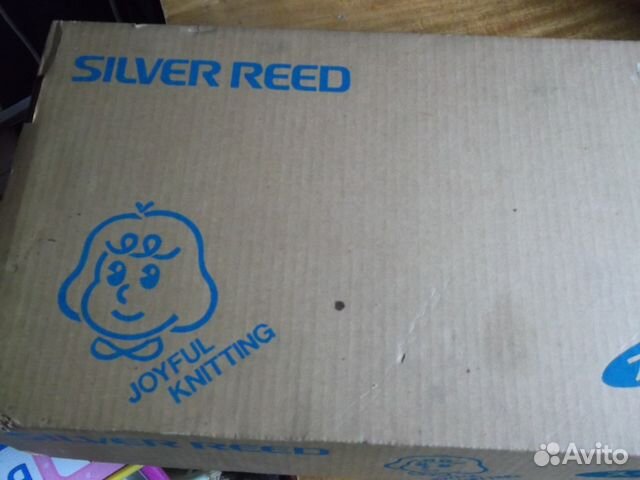 SILVER REED
JOYFUL
KNITTING
SILVER REED
Avito